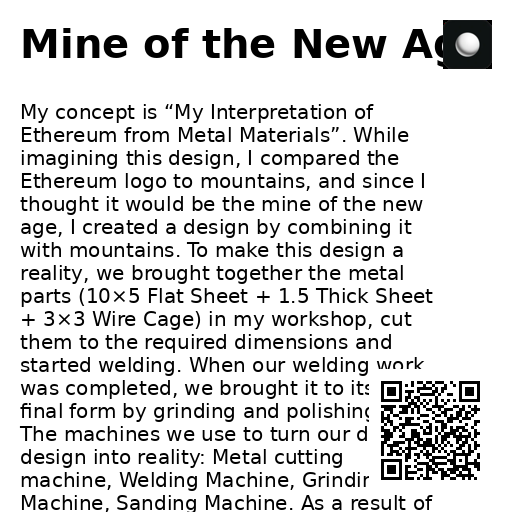 Mine of the New Ag
My concept is “My Interpretation of
Ethereum from Metal Materials”. While
imagining this design, I compared the
Ethereum logo to mountains, and since I
thought it would be the mine of the new
age, I created a design by combining it
with mountains. To make this design a
reality, we brought together the metal
parts (10×5 Flat Sheet + 1.5 Thick Sheet
+ 3×3 Wire Cage) in my workshop, cut
them to the required dimensions and
started welding. When our welding work
was completed, we brought it to its
final form by grinding and polishing
The machines we use to turn our d
design into reality: Metal cutting
machine, Welding Machine, Grindin
Machine, Sanding Machine. As a result of